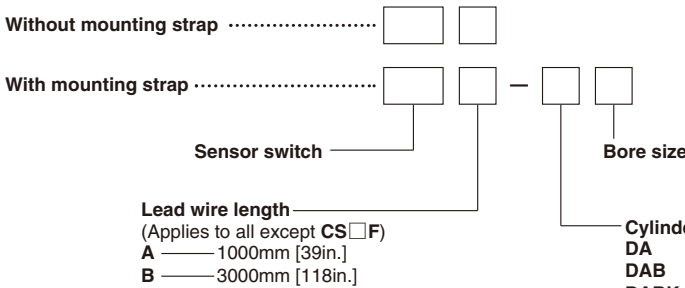 Without mounting strap
With mounting strap –
Sensor switch
Bore size
Lead wire length
(Applies to all except CS□F)
A 1000mm [39in.]
B 3000mm [118in.]
DA
DAB